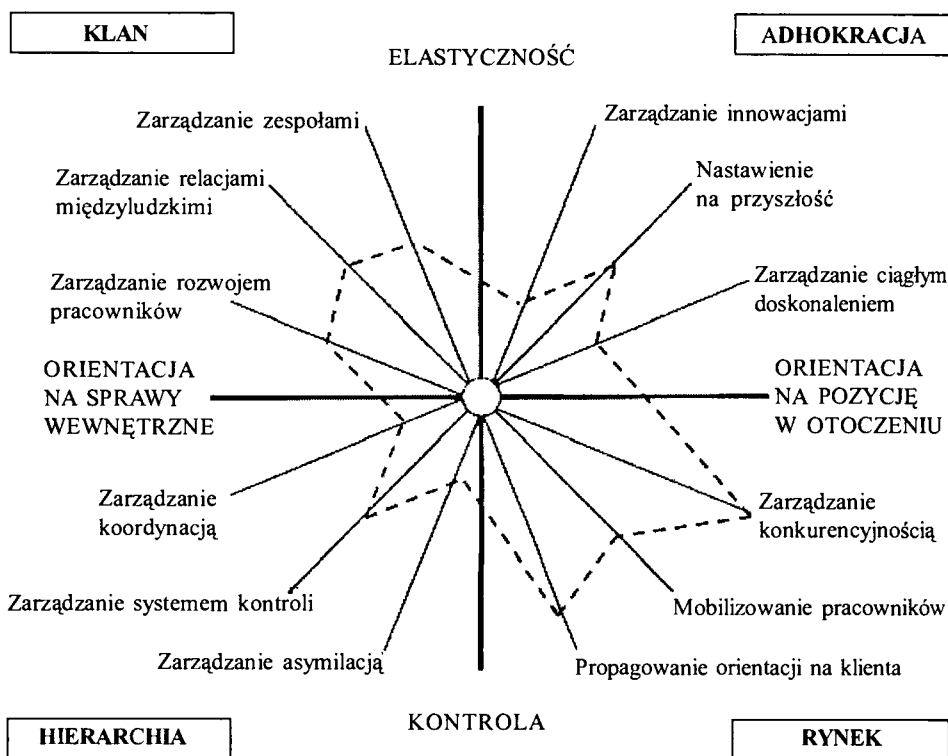 KLAN
ADHOKRACJA
ELASTYCZNOŚĆ
Zarządzanie zespołami
Zarządzanie innowacjami
Zarządzanie relacjami
międzyludzkimi
Nastawienie
na przyszłość
Zarządzanie rozwojem
pracowników
Zarządzanie ciągłym
doskonaleniem
ORIENTACJA
NA SPRAWY
WEWNĘTRZNE
ORIENTACJA
NA POZYCJĘ
W OTOCZENIU
Zarządzanie
koordynacją
Zarządzanie
konkurencyjnością
Zarządzanie systemem kontroli
Mobilizowanie pracowników
Zarządzanie asymilacją
Propagowanie orientacji na klienta
KONTROLA
HIERARCHIA
RYNEK